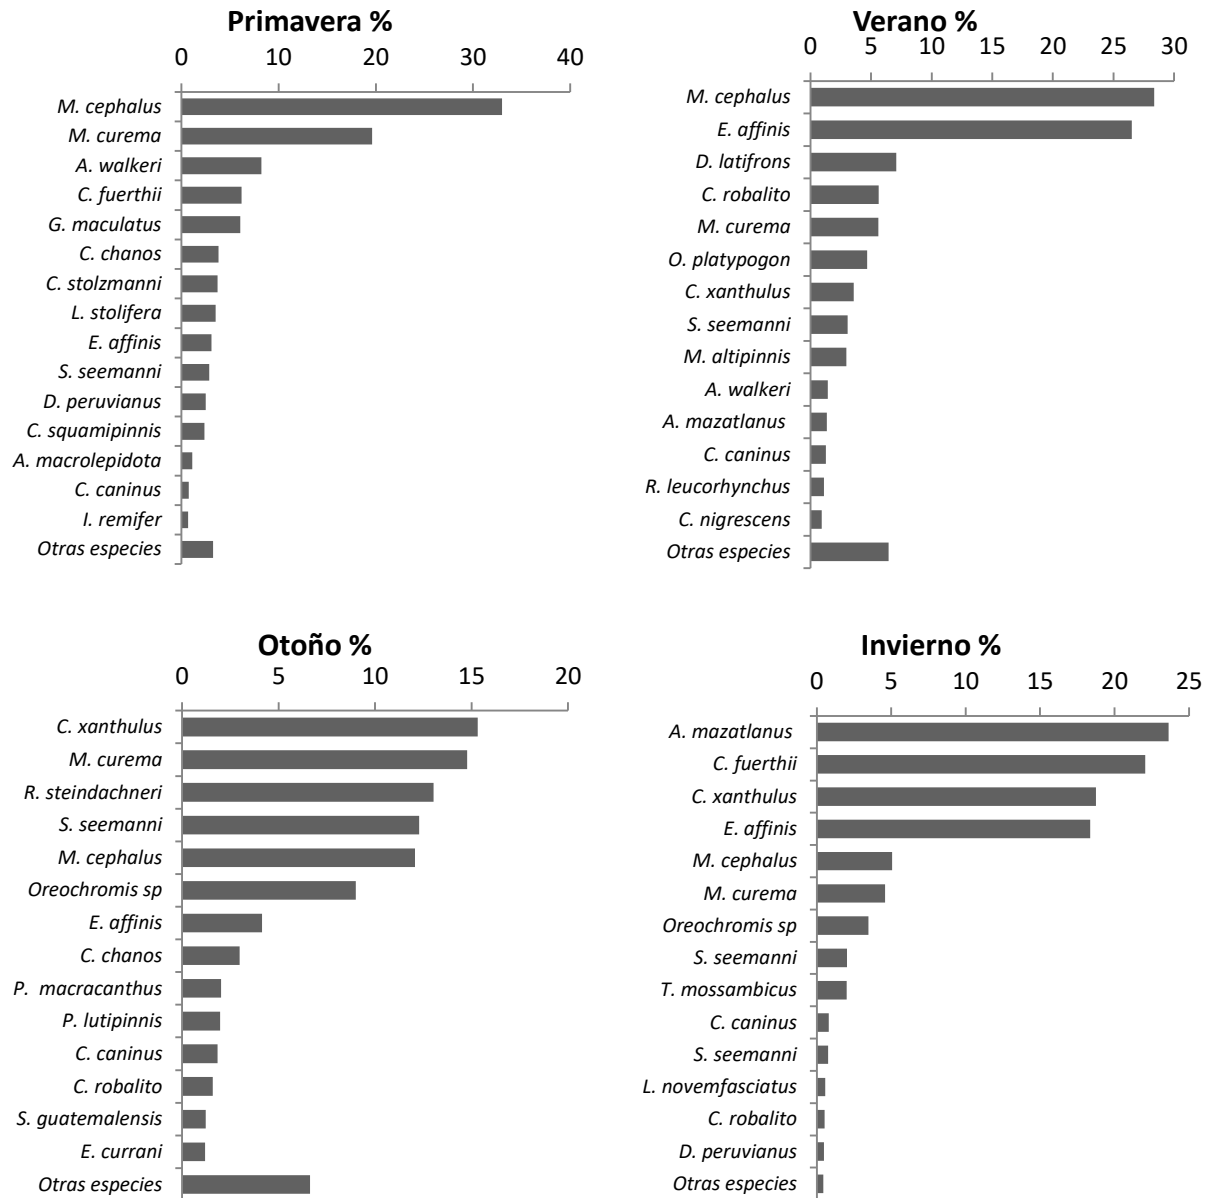 Primavera %
0 10 20 30 40
M. cephalus
M. curema
A. walkeri
C. fuerthii
G. maculatus
C. chanos
C. stolzmanni
L. stolifera
E. affinis
S. seemanni
D. peruvianus
C. squamipinnis
A. macrolepidota
C. caninus
I. remifer
Otras especies
Verano %
0 5 10 15 20 25 30
M. cephalus
E. affinis
D. latifrons
C. robalito
M. curema
O. platypogon
C. xanthulus
S. seemanni
M. altipinnis
A. walkeri
A. mazatlanus
C. caninus
R. leucorhynchus
C. nigrescens
Otras especies
Otoño %
0 5 10 15 20
C. xanthulus
M. curema
R. steindachneri
S. seemanni
M. cephalus
Oreochromis sp
E. affinis
C. chanos
P. macracanthus
P. lutipinnis
C. caninus
C. robalito
S. guatemalensis
E. currani
Otras especies
Invierno %
0 5 10 15 20 25
A. mazatlanus
C. fuerthii
C. xanthulus
E. affinis
M. cephalus
M. curema
Oreochromis sp
S. seemanni
T. mossambicus
C. caninus
S. seemanni
L. novemfasciatus
C. robalito
D. peruvianus
Otras especies